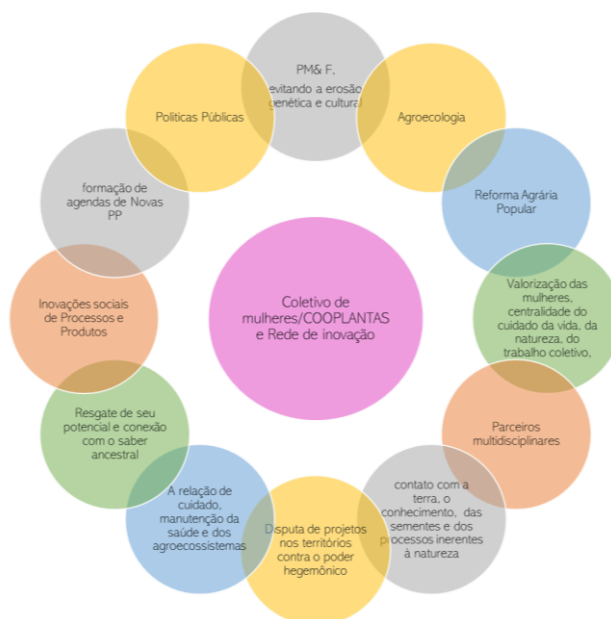 PM& F,
evitando a erosão
genética e cultural
Agroecologia
Reforma Agrária
Popular
Valorização das
mulheres,
centralidade do
cuidado da vida, da
natureza, do
trabalho coletivo,
Parceiros
multidisciplinares
contato com a
terra, o
conhecimento, das
sementes e dos
processos inerentes
à natureza
Disputa de projetos
nos territórios
contra o poder
hegemônico
A relação de
cuidado,
manutenção da
saúde e dos
agroecossistemas
Resgate de seu
potencial e conexão
com o saber
ancestral
Inovações sociais
de Processos e
Produtos
formação de
agendas de Novas
PP
Politicas Públicas
Coletivo de
mulheres/COOPLANTAS
e Rede de inovação